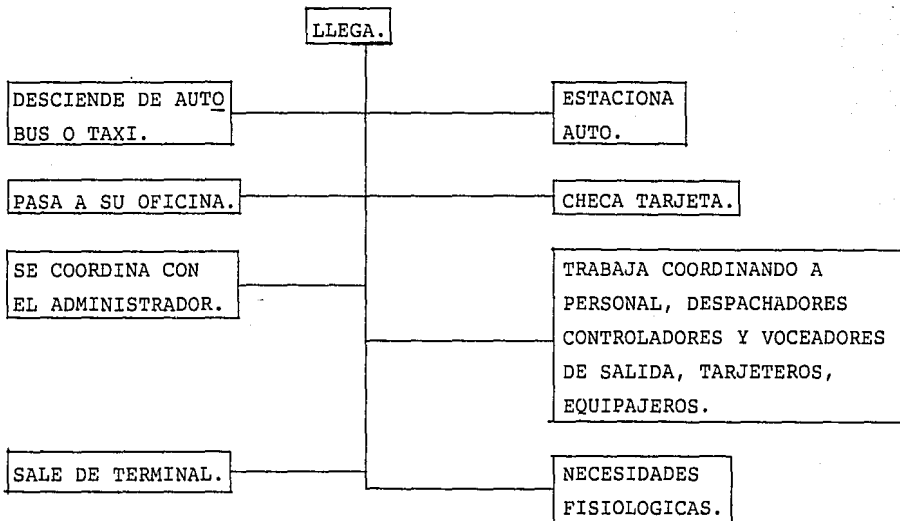 LLEGA.
DESCIENDE DE AUTO
BUS O TAXI.
ESTACIONA
AUTO.
PASA A SU OFICINA.
CHECA TARJETA.
SE COORDINA CON
EL ADMINISTRADOR.
TRABAJA COORDINANDO A
PERSONAL, DESPACHADORES
CONTROLADORES Y VOCEADORES
DE SALIDA, TARJETEROS,
EQUIPAJEROS.
SALE DE TERMINAL.
NECESIDADES
FISIOLOGICAS.